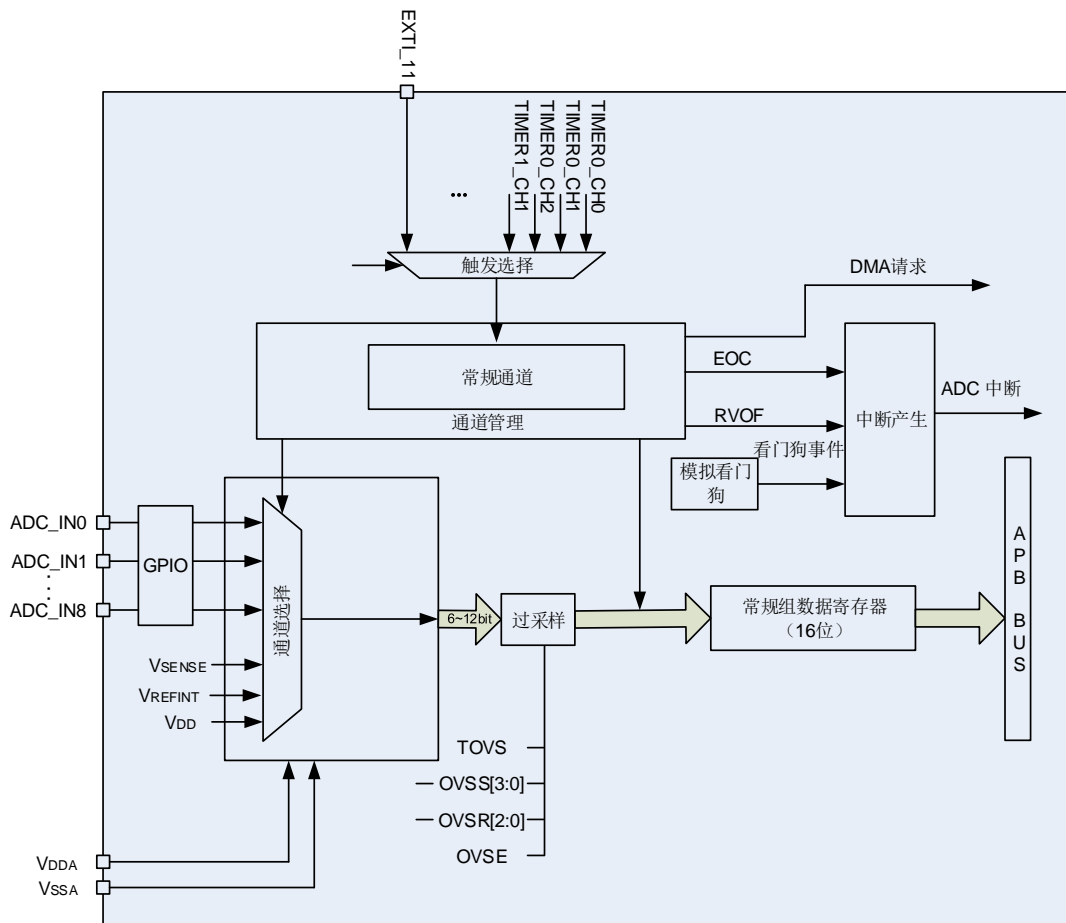 EXTI_11
TIMER1_CH1
TIMER0_CH2
TIMER0_CH1
TIMER0_CH0
...
触发选择
DMA请求
常规通道
通道管理
EOC
RVOF
中断产生
ADC 中断
看门狗事件
模拟看门
狗
ADC_IN0
ADC_IN1
ADC_IN8
GPIO
通道选择
VSENSE
VREFINT
VDD
6~12bit
过采样
常规组数据寄存器
（16位）
APB BUS
TOVS
OVSS[3:0]
OVSR[2:0]
OVSE
VDDA
VSSA